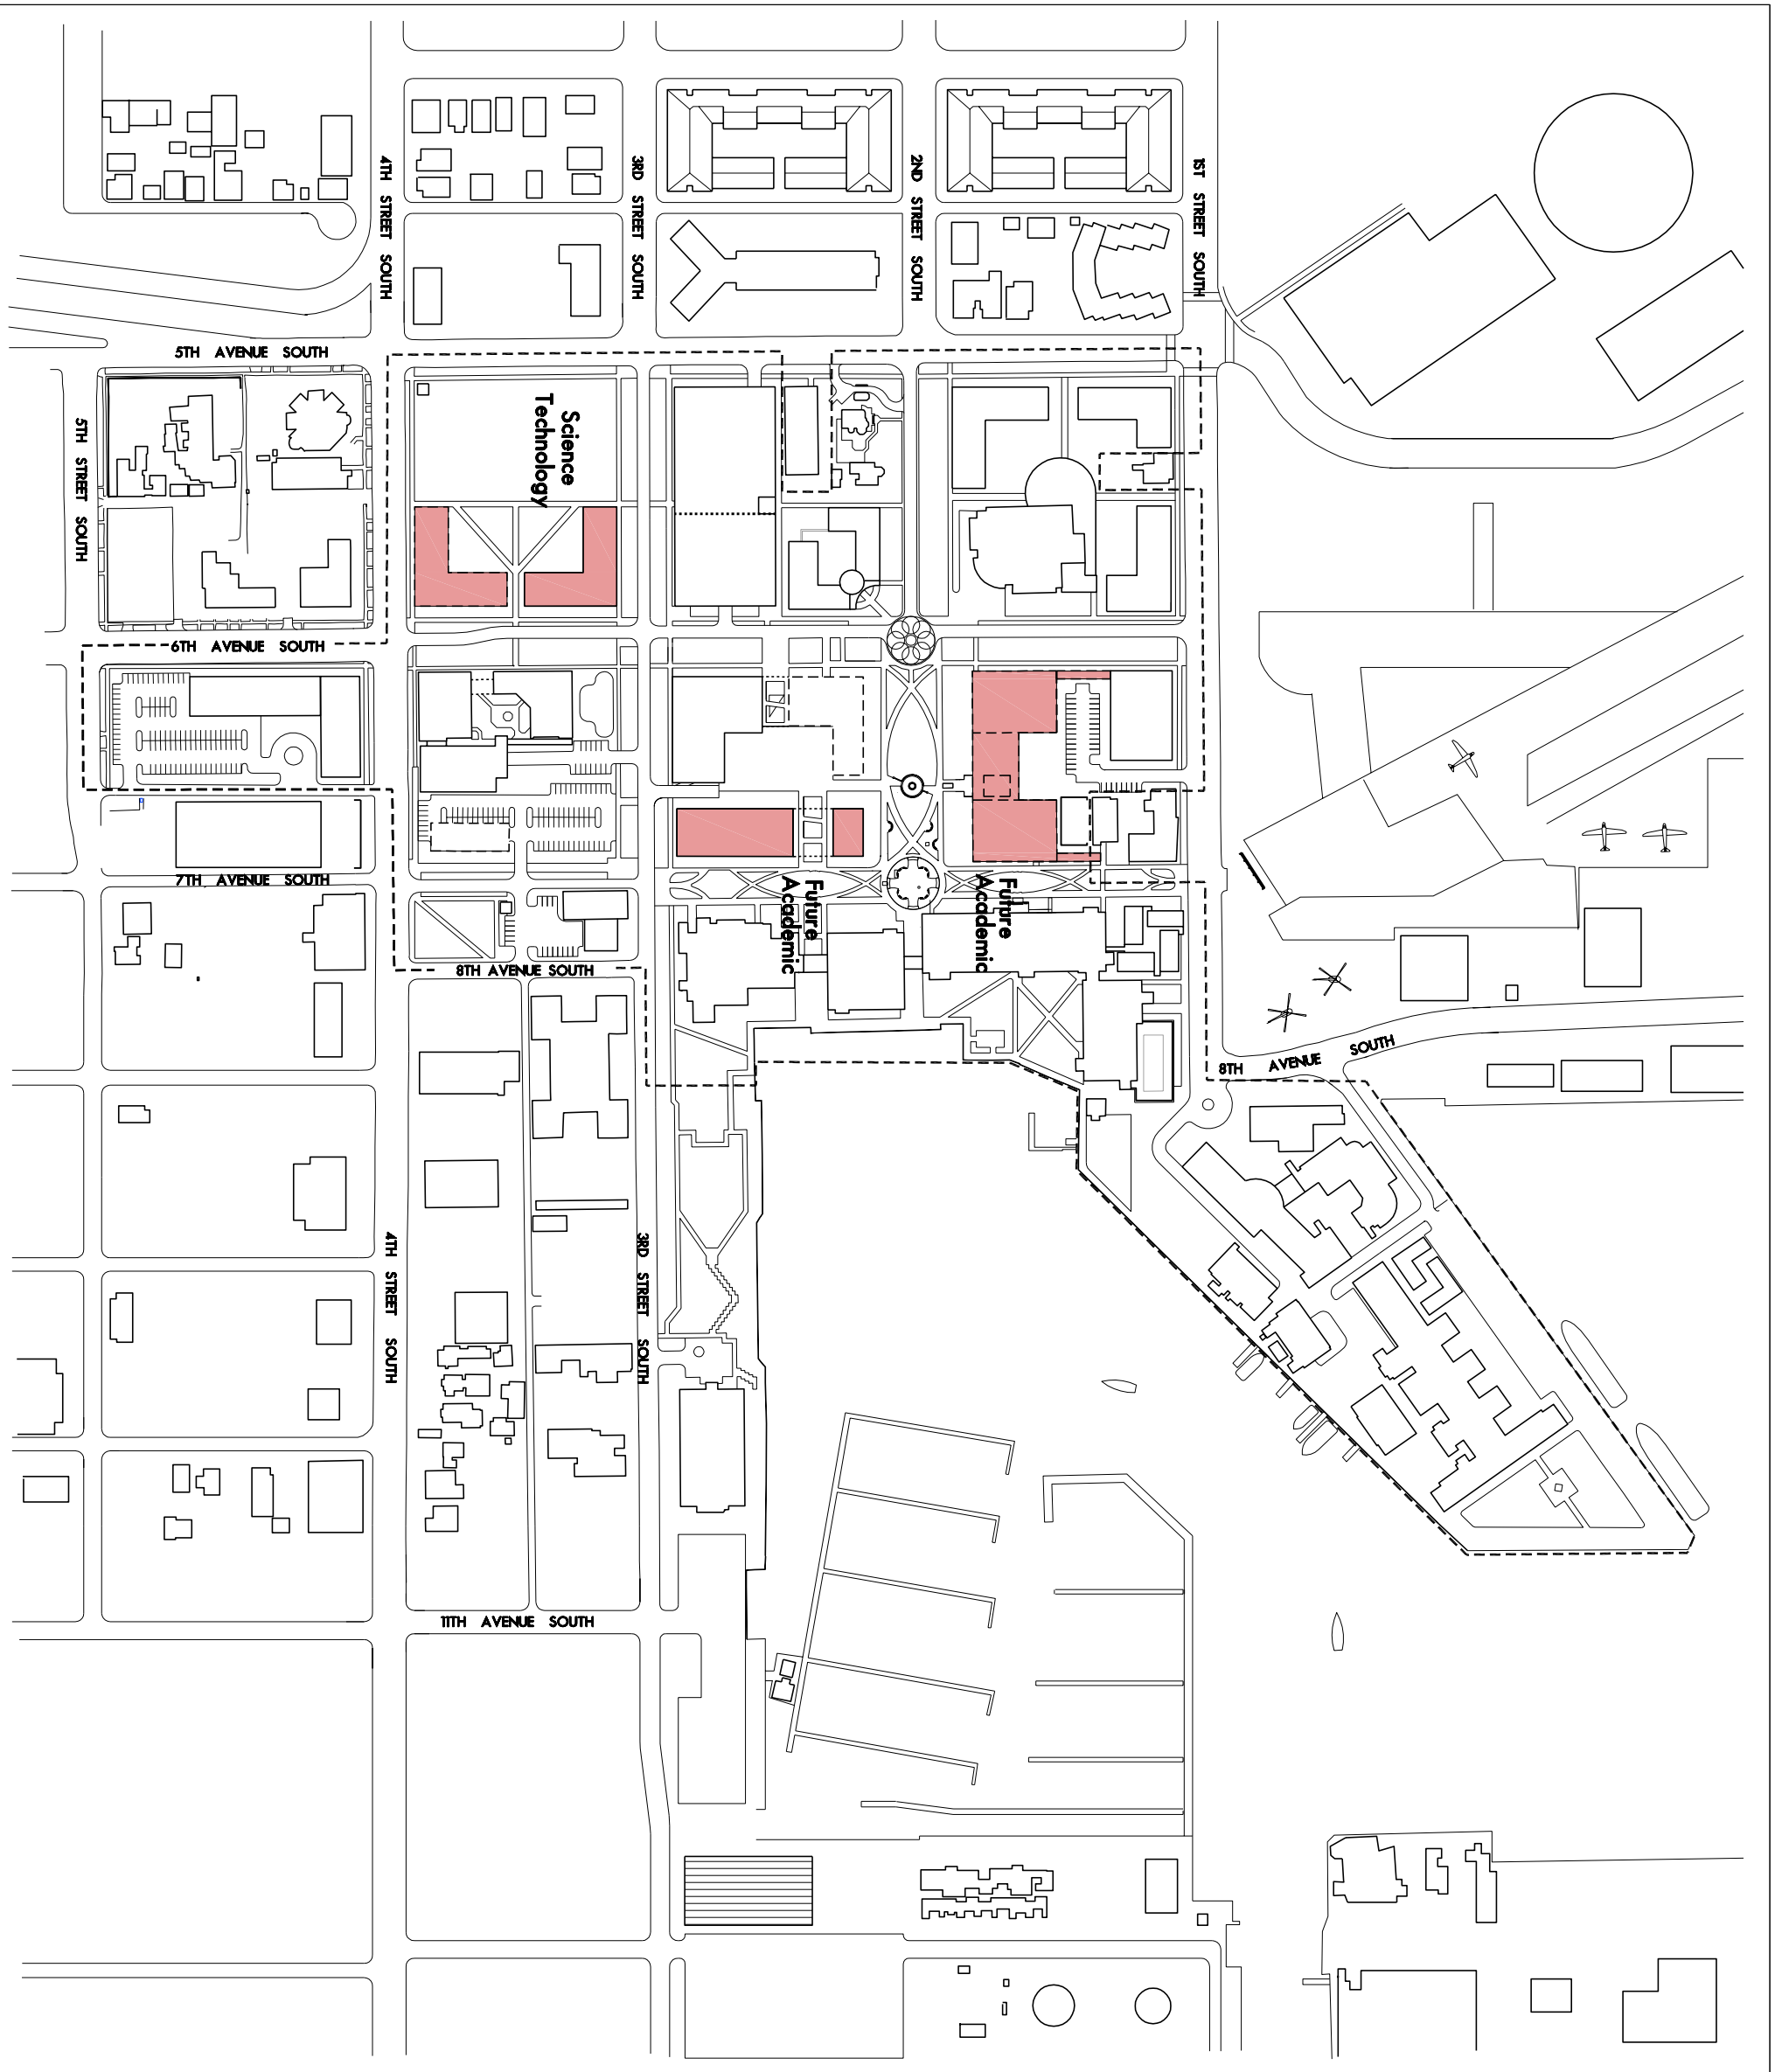 4TH STREET SOUTH
3RD STREET SOUTH
2ND STREET SOUTH
1ST STREET SOUTH
5TH AVENUE SOUTH
5TH STREET SOUTH
Science
Technology
6TH AVENUE SOUTH
7TH AVENUE SOUTH
Future
Academic
Future
Academic
8TH AVENUE SOUTH
8TH AVENUE SOUTH
4TH STREET SOUTH
3RD STREET SOUTH
11TH AVENUE SOUTH